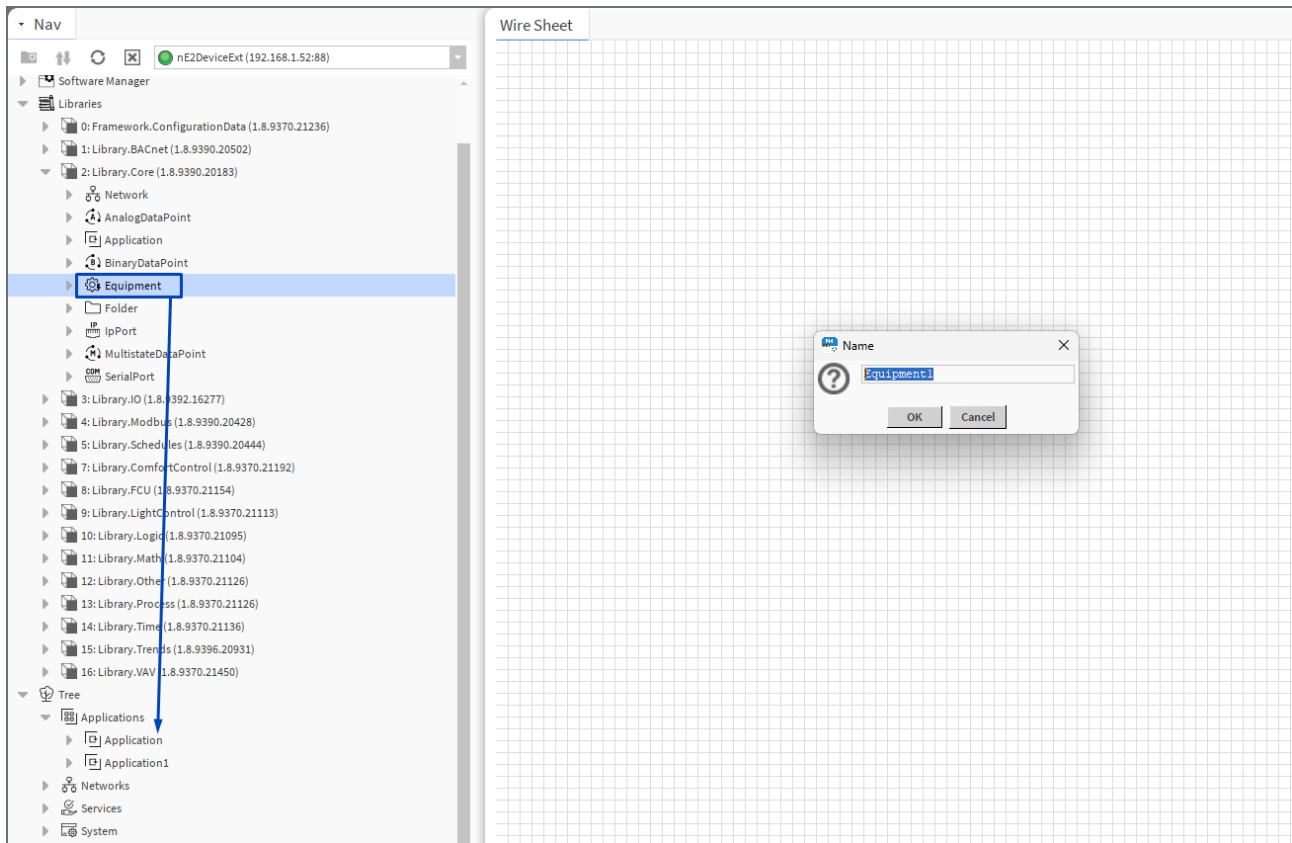 Nav
nE2DeviceExt (192.168.1.52:88)
Software Manager
Libraries
0: Framework.ConfigurationData (1.8.9370.21236)
1: Library.BACnet (1.8.9390.20502)
2: Library.Core (1.8.9390.20183)
Network
AnalogDataPoint
Application
BinaryDataPoint
Equipment
Folder
IpPort
MultistateDataPoint
SerialPort
3: Library.IO (1.8.9392.16277)
4: Library.Modbus (1.8.9390.20428)
5: Library.Schedules (1.8.9390.20444)
7: Library.ComfortControl (1.8.9370.21192)
8: Library.FCU (1.8.9370.21154)
9: Library.LightControl (1.8.9370.21113)
10: Library.Logic (1.8.9370.21095)
11: Library.Math (1.8.9370.21104)
12: Library.Other (1.8.9370.21126)
13: Library.Process (1.8.9370.21126)
14: Library.Time (1.8.9370.21136)
15: Library.Trends (1.8.9396.20931)
16: Library.VAV (1.8.9370.21450)
Tree
Applications
Application
Application1
Networks
Services
System
Wire Sheet
Name
Equipment1
OK Cancel